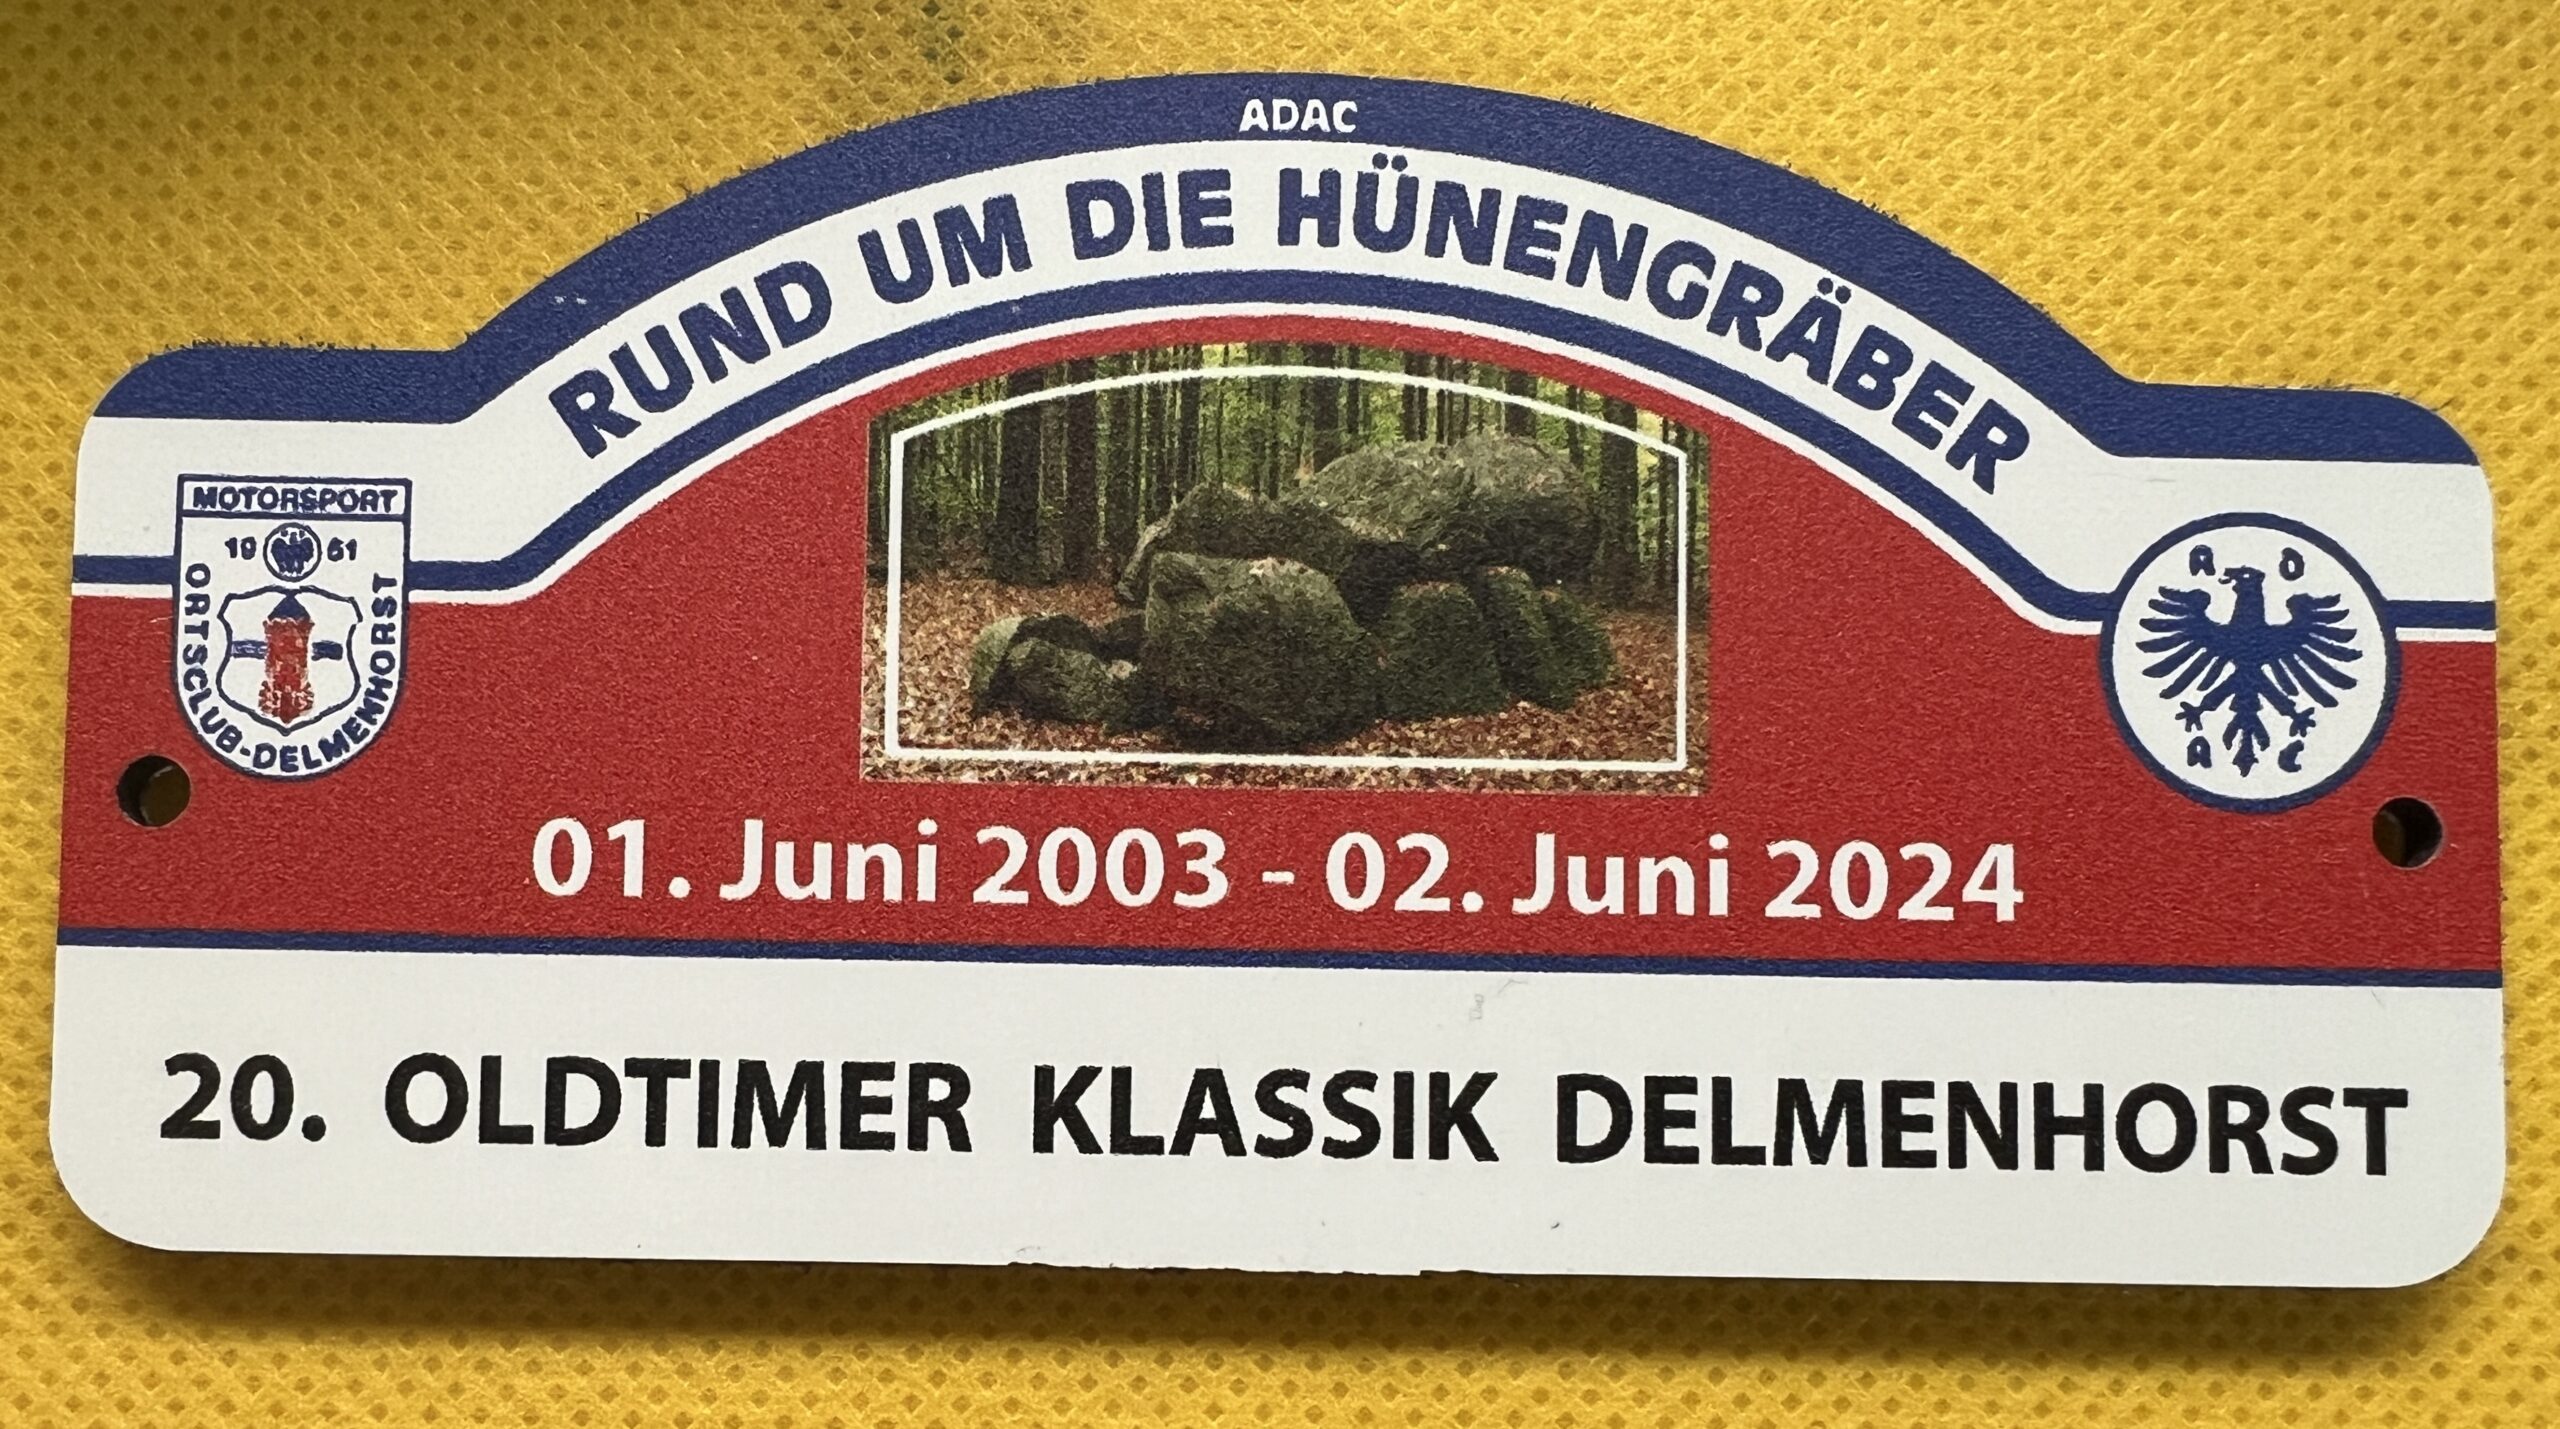 ADAC
RUND UM DIE HÜNENGRÄBER
MOTORSPORT
19 61
ORTSCLUB-DELMENHORST
A D
A C
01. Juni 2003 - 02. Juni 2024
20. OLDTIMER KLASSIK DELMENHORST